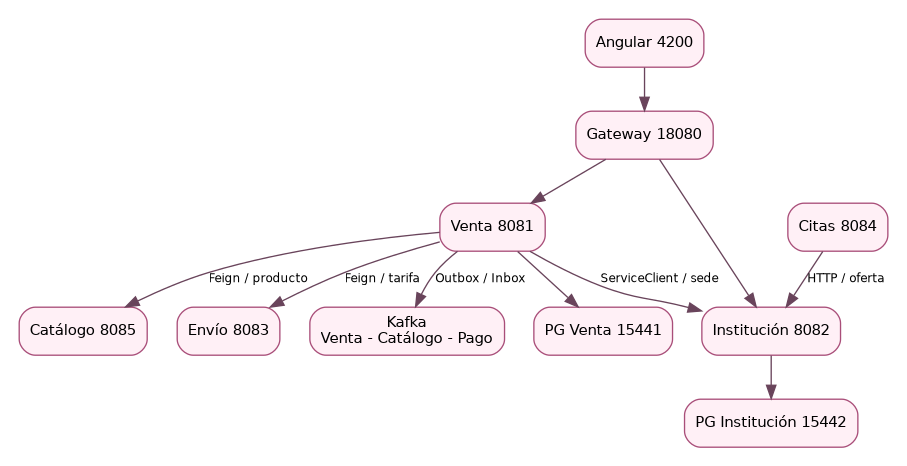 Angular 4200
Gateway 18080
Venta 8081
Citas 8084
Feign / producto
Feign / tarifa
Outbox / Inbox
ServiceClient / sede
HTTP / oferta
Catálogo 8085
Envío 8083
Kafka
Venta - Catálogo - Pago
PG Venta 15441
Institución 8082
PG Institución 15442